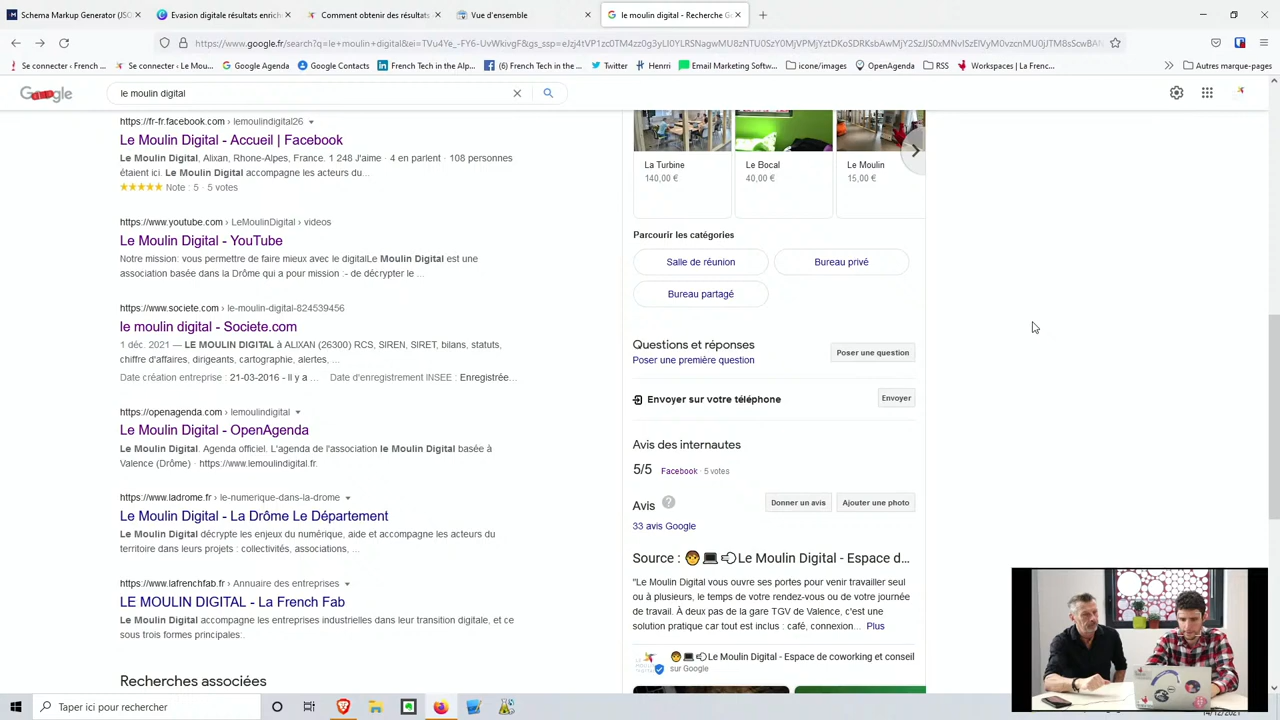 Schema Markup Generator (JSO
Evasion digitale résultats enrich
Comment obtenir des résultats
Vue d'ensemble
le moulin digital - Recherche Go
Se connecter ‹ French ...
Se connecter ‹ Le Mou...
Google Agenda
Google Contacts
French Tech in the Alp...
(6) French Tech in the ...
Twitter
Henrri
Email Marketing Softw...
icone/images
OpenAgenda
RSS
Workspaces | La Frenc...
Autres marque-pages
Google
le moulin digital
https://fr-fr.facebook.com › lemoulindigital26
Le Moulin Digital - Accueil | Facebook
Le Moulin Digital, Alixan, Rhone-Alpes, France. 1 248 J'aime · 4 en parlent · 108 personnes
étaient ici. Le Moulin Digital accompagne les acteurs du...
Note : 5 · 5 votes
https://www.youtube.com › LeMoulinDigital › videos
Le Moulin Digital - YouTube
Notre mission: vous permettre de faire mieux avec le digitalLe Moulin Digital est une
association basée dans la Drôme qui a pour mission :- de décrypter le ...
https://www.societe.com › le-moulin-digital-824539456
le moulin digital - Societe.com
1 déc. 2021 — LE MOULIN DIGITAL à ALIXAN (26300) RCS, SIREN, SIRET, bilans, statuts,
chiffre d'affaires, dirigeants, cartographie, alertes, ...
Date création entreprise : 21-03-2016 - Il y a ... Date d'enregistrement INSEE : Enregistrée...
https://openagenda.com › lemoulindigital
Le Moulin Digital - OpenAgenda
Le Moulin Digital. Agenda officiel. L'agenda de l'association le Moulin Digital basée à
Valence (Drôme) · https://www.lemoulindigital.fr.
https://www.ladrome.fr › le-numerique-dans-la-drome
Le Moulin Digital - La Drôme Le Département
Le Moulin Digital décrypte les enjeux du numérique, aide et accompagne les acteurs du
territoire dans leurs projets : collectivités, associations, ...
https://www.lafrenchfab.fr › Annuaire des entreprises
LE MOULIN DIGITAL - La French Fab
Le Moulin Digital accompagne les entreprises industrielles dans leur transition digitale, et ce
sous trois formes principales:.
Recherches associées
La Turbine
140,00 €
Le Bocal
40,00 €
Le Moulin
15,00 €
Parcourir les catégories
Salle de réunion
Bureau privé
Bureau partagé
Questions et réponses
Poser une première question
Poser une question
Envoyer sur votre téléphone
Envoyer
Avis des internautes
5/5 Facebook · 5 votes
Avis
Donner un avis
Ajouter une photo
33 avis Google
Source : 🧑💻💨Le Moulin Digital - Espace d...
"Le Moulin Digital vous ouvre ses portes pour venir travailler seul
ou à plusieurs, le temps de votre rendez-vous ou de votre journée
de travail. À deux pas de la gare TGV de Valence, c'est une
solution pratique car tout est inclus : café, connexion... Plus
🧑💻💨Le Moulin Digital - Espace de coworking et conseil
sur Google
Taper ici pour rechercher
14/12/2021